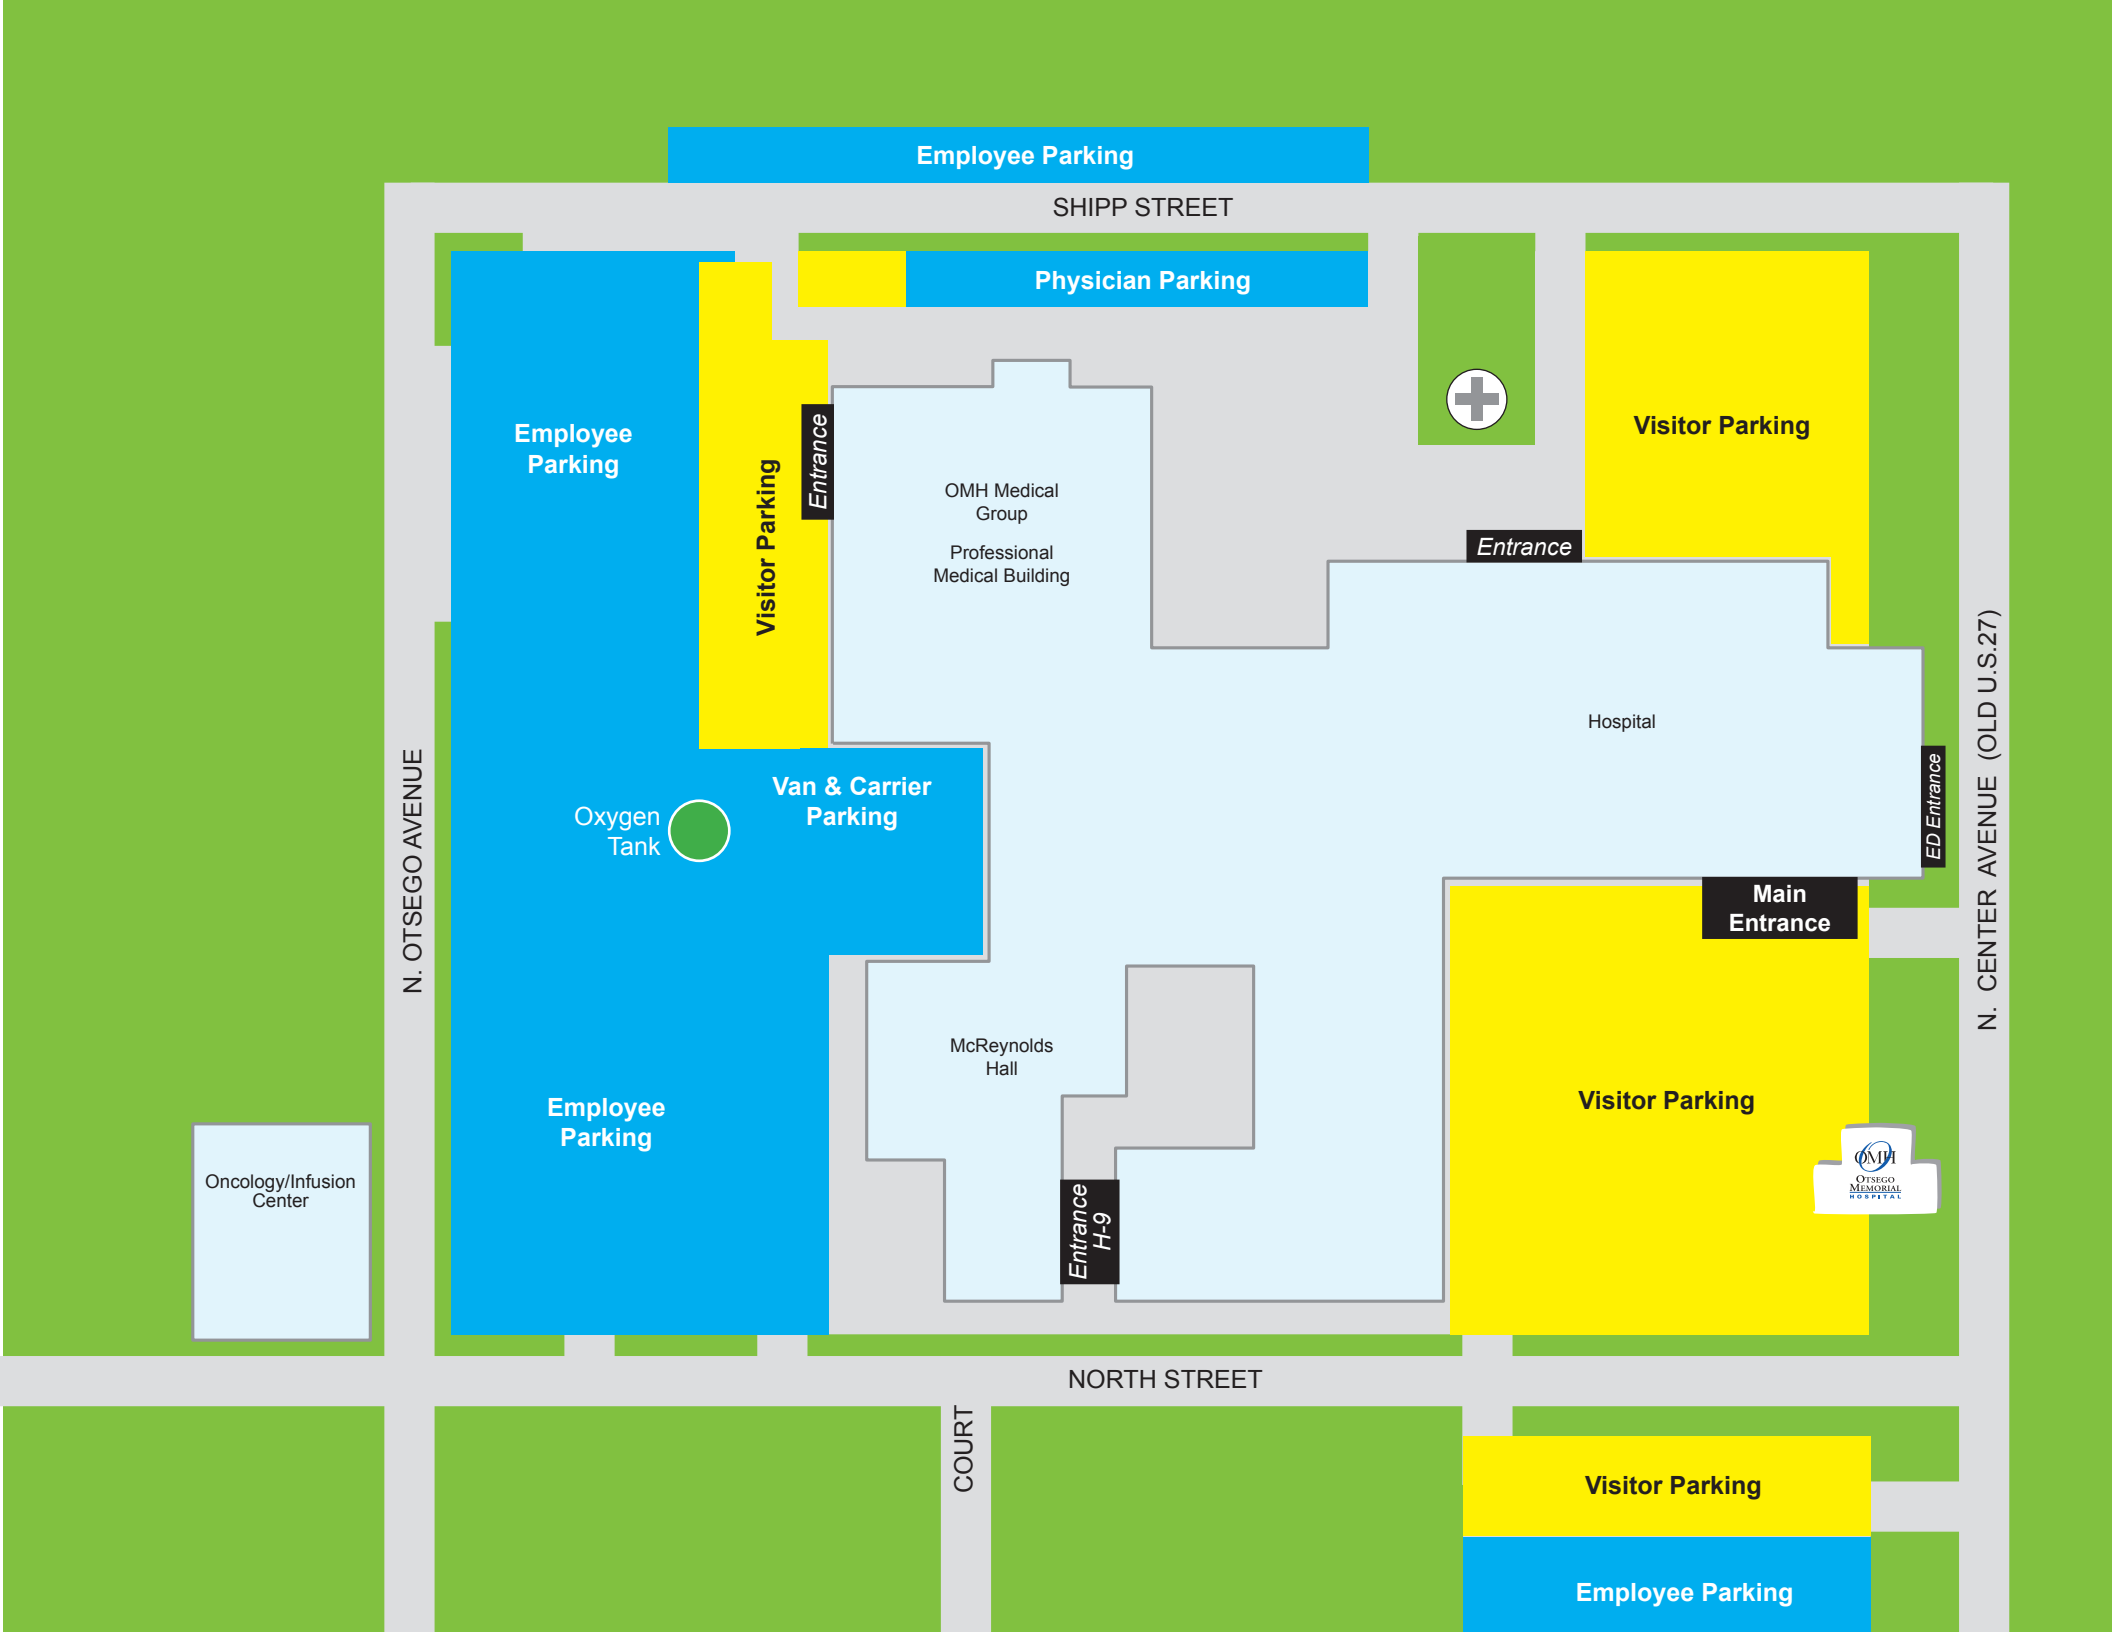 Employee Parking
SHIPP STREET
Physician Parking
Employee
Parking
Visitor Parking
Entrance
OMH Medical
Group
Professional
Medical Building
Visitor Parking
Entrance
Hospital
N. CENTER AVENUE (OLD U.S.27)
ED Entrance
N. OTSEGO AVENUE
Van & Carrier
Parking
Oxygen
Tank
Main
Entrance
McReynolds
Hall
Employee
Parking
Visitor Parking
OMH
OTSEGO
MEMORIAL
HOSPITAL
Oncology/Infusion
Center
Entrance
H-9
NORTH STREET
COURT
Visitor Parking
Employee Parking